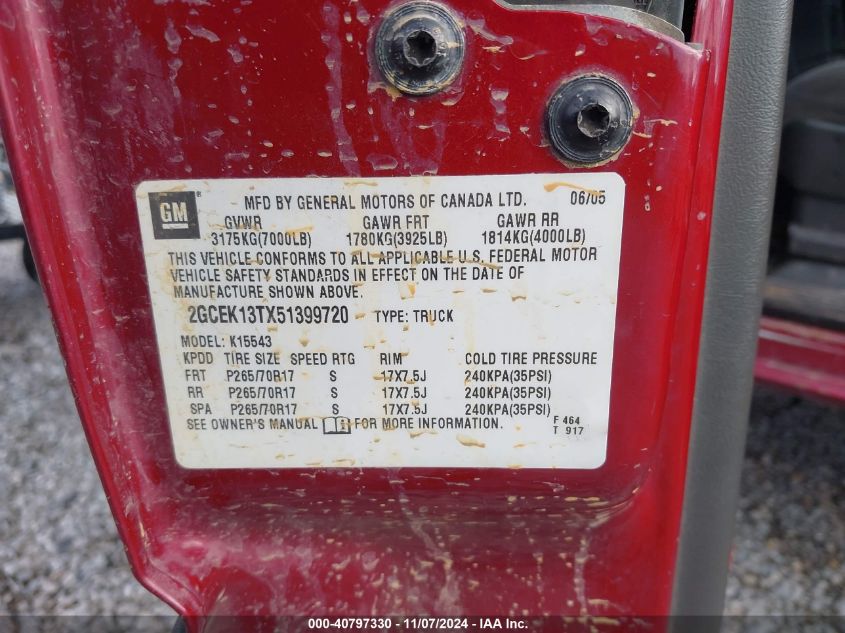 GM ® MFD BY GENERAL MOTORS OF CANADA LTD. 06/05
GVWR GAWR FRT GAWR RR
3175KG(7000LB) 1780KG(3925LB) 1814KG(4000LB)
THIS VEHICLE CONFORMS TO ALL APPLICABLE U.S. FEDERAL MOTOR
VEHICLE SAFETY STANDARDS IN EFFECT ON THE DATE OF
MANUFACTURE SHOWN ABOVE.
2GCEK13TX51399720 TYPE: TRUCK
MODEL: K15543
KPDD TIRE SIZE SPEED RTG RIM COLD TIRE PRESSURE
FRT P265/70R17 S 17X7.5J 240KPA(35PSI)
RR P265/70R17 S 17X7.5J 240KPA(35PSI)
SPA P265/70R17 S 17X7.5J 240KPA(35PSI)
SEE OWNER'S MANUAL FOR MORE INFORMATION. F 464
T 917
000-40797330 - 11/07/2024 - IAA Inc.